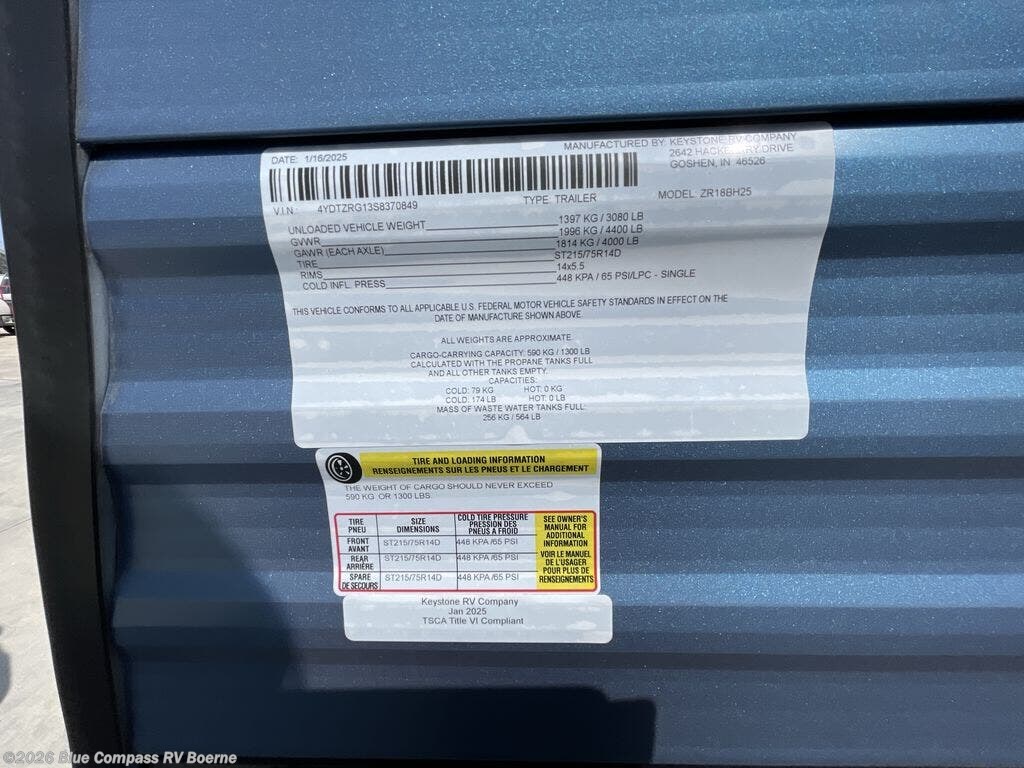 DATE: 1/16/2025
MANUFACTURED BY: KEYSTONE RV COMPANY
2642 HACKBERRY DRIVE
GOSHEN, IN 46526
V.I.N.: 4YDTZRG13S8370849
TYPE: TRAILER
MODEL: ZR18BH25
UNLOADED VEHICLE WEIGHT 1397 KG / 3080 LB
GVWR 1996 KG / 4400 LB
GAWR (EACH AXLE) 1814 KG / 4000 LB
TIRE ST215/75R14D
RIMS 14x5.5
COLD INFL. PRESS 448 KPA / 65 PSI/LPC - SINGLE
THIS VEHICLE CONFORMS TO ALL APPLICABLE U.S. FEDERAL MOTOR VEHICLE SAFETY STANDARDS IN EFFECT ON THE
DATE OF MANUFACTURE SHOWN ABOVE.
ALL WEIGHTS ARE APPROXIMATE
CARGO-CARRYING CAPACITY: 590 KG / 1300 LB
CALCULATED WITH THE PROPANE TANKS FULL
AND ALL OTHER TANKS EMPTY.
CAPACITIES:
COLD: 79 KG HOT: 0 KG
COLD: 174 LB HOT: 0 LB
MASS OF WASTE WATER TANKS FULL:
256 KG / 564 LB
TIRE AND LOADING INFORMATION
RENSEIGNEMENTS SUR LES PNEUS ET LE CHARGEMENT
THE WEIGHT OF CARGO SHOULD NEVER EXCEED
590 KG OR 1300 LBS.
TIRE
PNEU
SIZE
DIMENSIONS
COLD TIRE PRESSURE
PRESSION DES
PNEUS A FROID
FRONT
AVANT
ST215/75R14D
448 KPA /65 PSI
REAR
ARRIÈRE
ST215/75R14D
448 KPA /65 PSI
SPARE
DE SECOURS
ST215/75R14D
448 KPA /65 PSI
SEE OWNER'S
MANUAL FOR
ADDITIONAL
INFORMATION
VOIR LE MANUEL
DE L'USAGER
POUR PLUS DE
RENSEIGNEMENTS
Keystone RV Company
Jan 2025
TSCA Title VI Compliant
©2026 Blue Compass RV Boerne